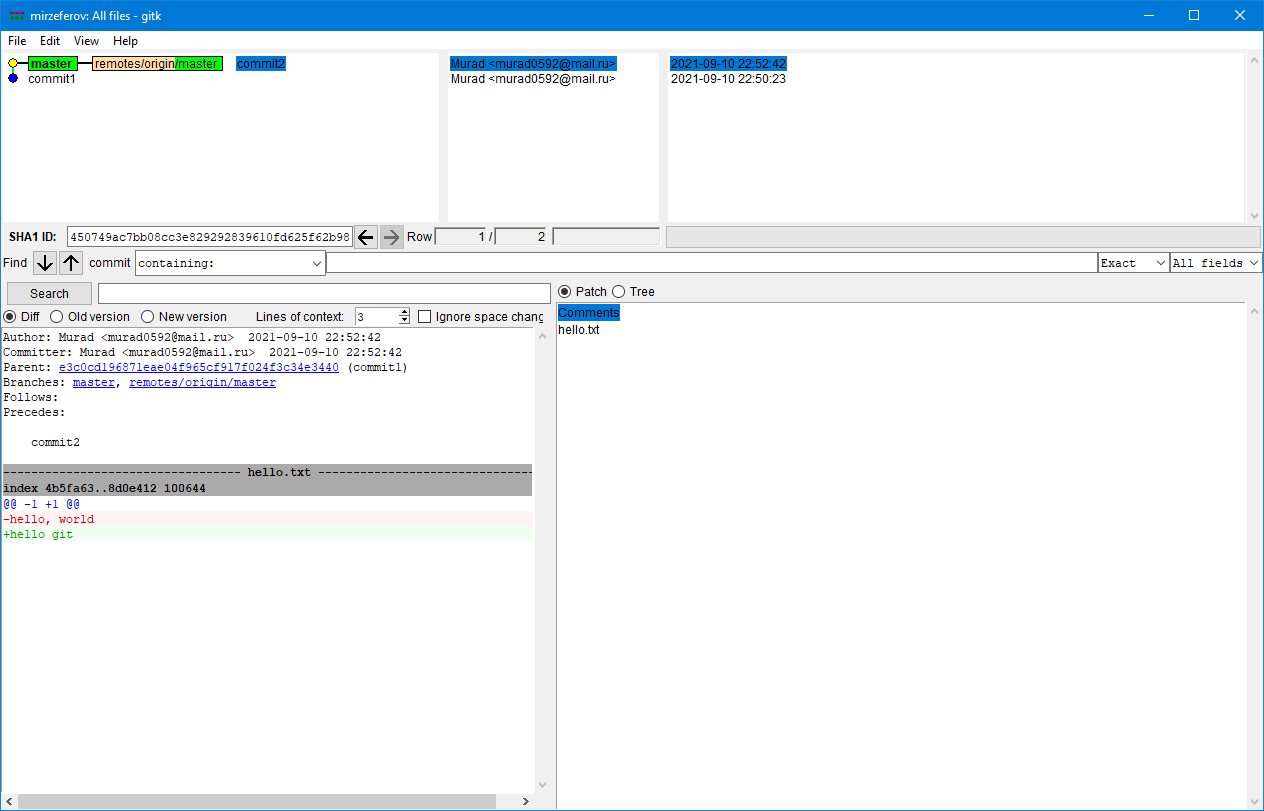 mirzeferov: All files - gitk
File Edit View Help
master remotes/origin/master commit2 Murad <murad0592@mail.ru> 2021-09-10 22:52:42
commit1 Murad <murad0592@mail.ru> 2021-09-10 22:50:23
SHA1 ID: 450749ac7bb08cc3e829292839610fd625f62b98 Row 1 / 2
Find commit containing: Exact All fields
Search Patch Tree
Diff Old version New version Lines of context: 3 Ignore space chang
Comments
hello.txt
Author: Murad <murad0592@mail.ru> 2021-09-10 22:52:42
Committer: Murad <murad0592@mail.ru> 2021-09-10 22:52:42
Parent: e3c0cd196871eae04f965cf917f024f3c34e3440 (commit1)
Branches: master, remotes/origin/master
Follows:
Precedes:
commit2
---------------------------------- hello.txt -------------------------------
index 4b5fa63..8d0e412 100644
@@ -1 +1 @@
-hello, world
+hello git